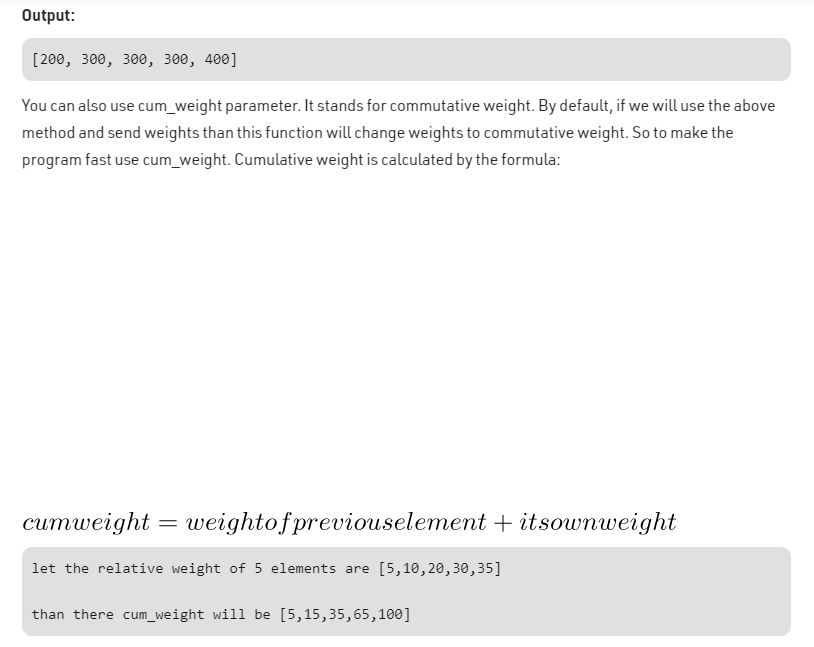 Output:
[200, 300, 300, 300, 400]
You can also use cum_weight parameter. It stands for commutative weight. By default, if we will use the above
method and send weights than this function will change weights to commutative weight. So to make the
program fast use cum_weight. Cumulative weight is calculated by the formula:
cumweight = weightofpreviouselement + itsownweight
let the relative weight of 5 elements are [5,10,20,30,35]
than there cum_weight will be [5,15,35,65,100]